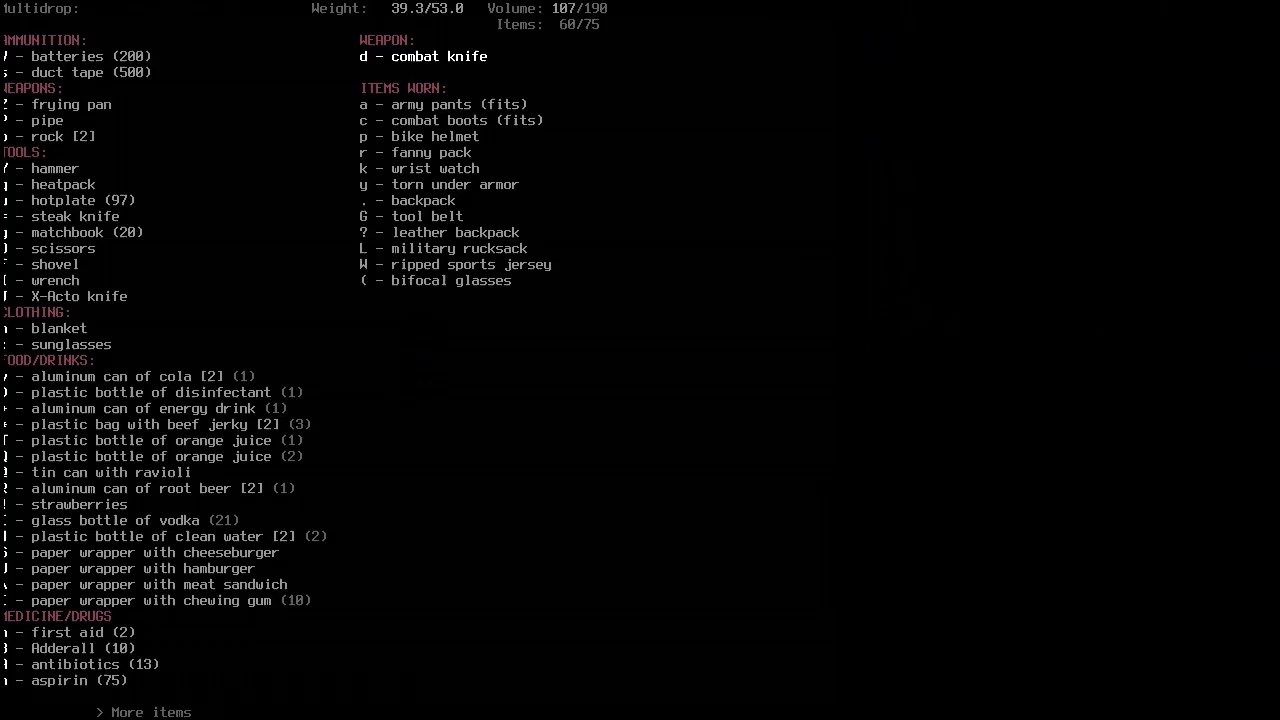 ultidrop: Weight: 39.3/53.0 Volume: 107/190
Items: 60/75
MMUNITION:
– batteries (200)
– duct tape (500)
EAPONS:
– frying pan
– pipe
– rock [2]
TOOLS:
– hammer
– heatpack
– hotplate (97)
– steak knife
– matchbook (20)
– scissors
– shovel
– wrench
– X-Acto knife
CLOTHING:
– blanket
– sunglasses
FOOD/DRINKS:
– aluminum can of cola [2] (1)
– plastic bottle of disinfectant (1)
– aluminum can of energy drink (1)
– plastic bag with beef jerky [2] (3)
– plastic bottle of orange juice (1)
– plastic bottle of orange juice (2)
– tin can with ravioli
– aluminum can of root beer [2] (1)
– strawberries
– glass bottle of vodka (21)
– plastic bottle of clean water [2] (2)
– paper wrapper with cheeseburger
– paper wrapper with hamburger
– paper wrapper with meat sandwich
– paper wrapper with chewing gum (10)
MEDICINE/DRUGS
– first aid (2)
– Adderall (10)
– antibiotics (13)
– aspirin (75)
> More items
WEAPON:
d – combat knife
ITEMS WORN:
a – army pants (fits)
c – combat boots (fits)
p – bike helmet
r – fanny pack
k – wrist watch
y – torn under armor
. – backpack
G – tool belt
? – leather backpack
L – military rucksack
W – ripped sports jersey
( – bifocal glasses